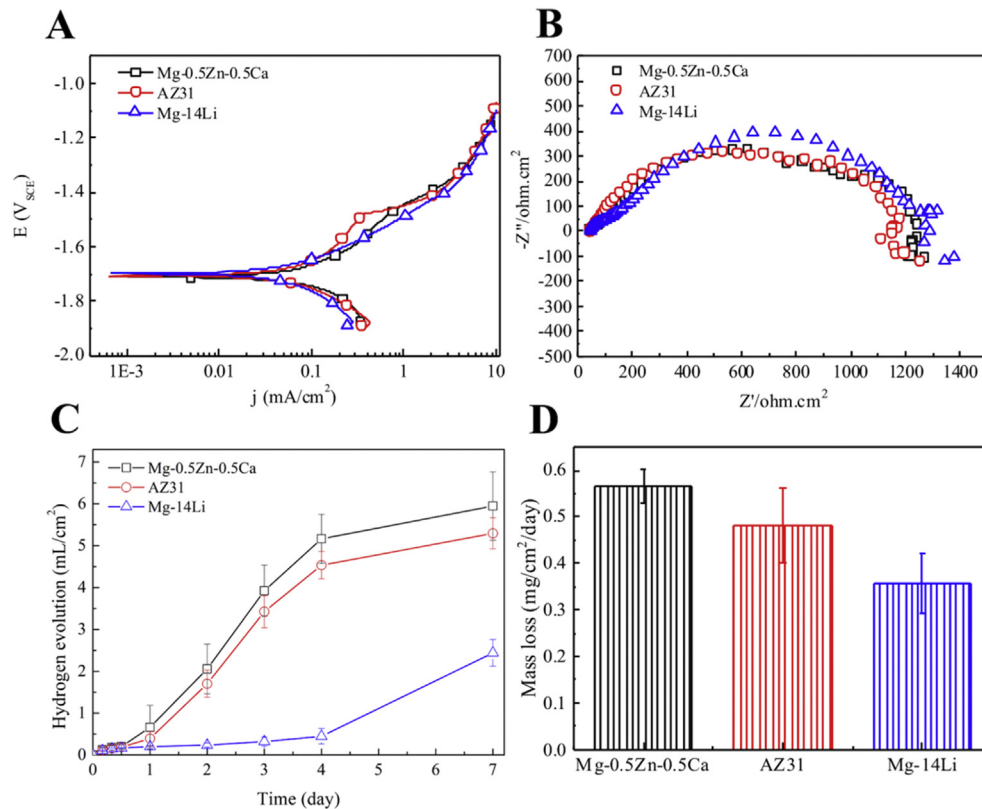 A
Mg-0.5Zn-0.5Ca
AZ31
Mg-14Li
E (V_SCE)
-1.0
-1.2
-1.4
-1.6
-1.8
-2.0
1E-3 0.01 0.1 1 10
j (mA/cm²)
B
Mg-0.5Zn-0.5Ca
AZ31
Mg-14Li
-Z''/ohm.cm²
700
600
500
400
300
200
100
0
-100
-200
-300
-400
-500
0 200 400 600 800 1000 1200 1400
Z'/ohm.cm²
C
Mg-0.5Zn-0.5Ca
AZ31
Mg-14Li
Hydrogen evolution (mL/cm²)
7
6
5
4
3
2
1
0
0 1 2 3 4 5 6 7
Time (day)
D
Mass loss (mg/cm²/day)
0.6
0.5
0.4
0.3
0.2
0.1
0.0
Mg-0.5Zn-0.5Ca AZ31 Mg-14Li